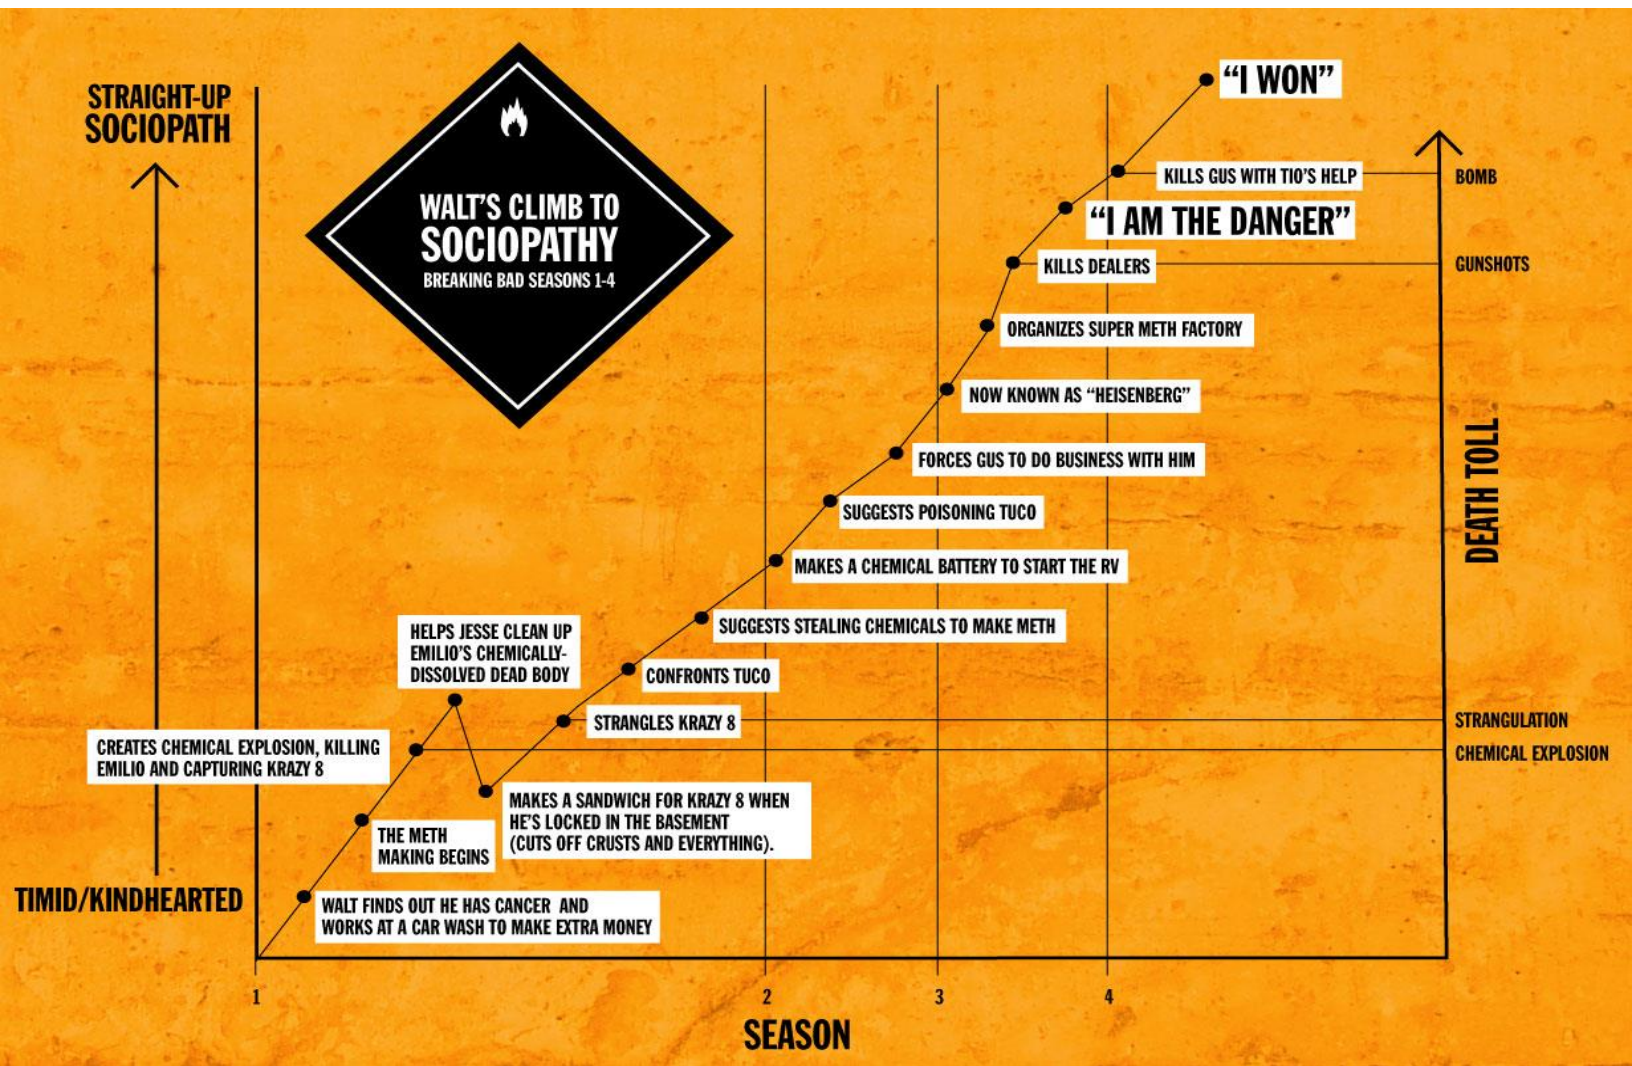 STRAIGHT-UP
SOCIOPATH
WALT'S CLIMB TO
SOCIOPATHY
BREAKING BAD SEASONS 1-4
“I WON”
KILLS GUS WITH TIO'S HELP
BOMB
“I AM THE DANGER”
KILLS DEALERS
GUNSHOTS
ORGANIZES SUPER METH FACTORY
NOW KNOWN AS “HEISENBERG”
FORCES GUS TO DO BUSINESS WITH HIM
DEATH TOLL
SUGGESTS POISONING TUCO
MAKES A CHEMICAL BATTERY TO START THE RV
SUGGESTS STEALING CHEMICALS TO MAKE METH
HELPS JESSE CLEAN UP
EMILIO'S CHEMICALLY-
DISSOLVED DEAD BODY
CONFRONTS TUCO
STRANGLES KRAZY 8
STRANGULATION
CREATES CHEMICAL EXPLOSION, KILLING
EMILIO AND CAPTURING KRAZY 8
CHEMICAL EXPLOSION
MAKES A SANDWICH FOR KRAZY 8 WHEN
HE'S LOCKED IN THE BASEMENT
(CUTS OFF CRUSTS AND EVERYTHING).
THE METH
MAKING BEGINS
TIMID/KINDHEARTED
WALT FINDS OUT HE HAS CANCER AND
WORKS AT A CAR WASH TO MAKE EXTRA MONEY
1 2 3 4
SEASON